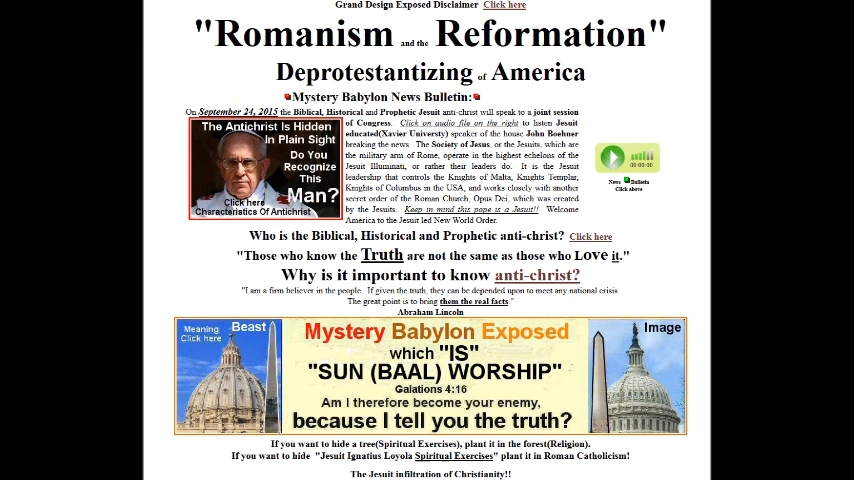 Grand Design Exposed Disclaimer Click here
"Romanism and the Reformation"
Deprotestantizing of America
Mystery Babylon News Bulletin:
On September 24, 2015 the Biblical, Historical and Prophetic Jesuit anti-christ will speak to a joint session
of Congress. Click on audio file on the right to listen Jesuit
educated(Xavier Universty) speaker of the house John Boehner
breaking the news. The Society of Jesus, or the Jesuits, which are
the military arm of Rome, operate in the highest echelons of the
Jesuit Illuminati, or rather their leaders do. It is the Jesuit
leadership that controls the Knights of Malta, Knights Templar,
Knights of Columbus in the USA, and works closely with another
secret order of the Roman Church, Opus Dei, which was created
by the Jesuits. Keep in mind this pope is a Jesuit!! Welcome
America to the Jesuit led New World Order.
The Antichrist Is Hidden
In Plain Sight
Do You
Recognize
This
Man?
Click here
Characteristics Of Antichrist
00:00:00
News Bulletin
Click above
Who is the Biblical, Historical and Prophetic anti-christ? Click here
"Those who know the Truth are not the same as those who Love it."
Why is it important to know anti-christ?
"I am a firm believer in the people. If given the truth, they can be depended upon to meet any national crisis.
The great point is to bring them the real facts."
Abraham Lincoln
Meaning
Click here
Beast
Mystery Babylon Exposed
which "IS"
"SUN (BAAL) WORSHIP"
Galations 4:16
Am I therefore become your enemy,
because I tell you the truth?
Image
If you want to hide a tree(Spiritual Exercises), plant it in the forest(Religion).
If you want to hide "Jesuit Ignatius Loyola Spiritual Exercises" plant it in Roman Catholicism!
The Jesuit infiltration of Christianity!!